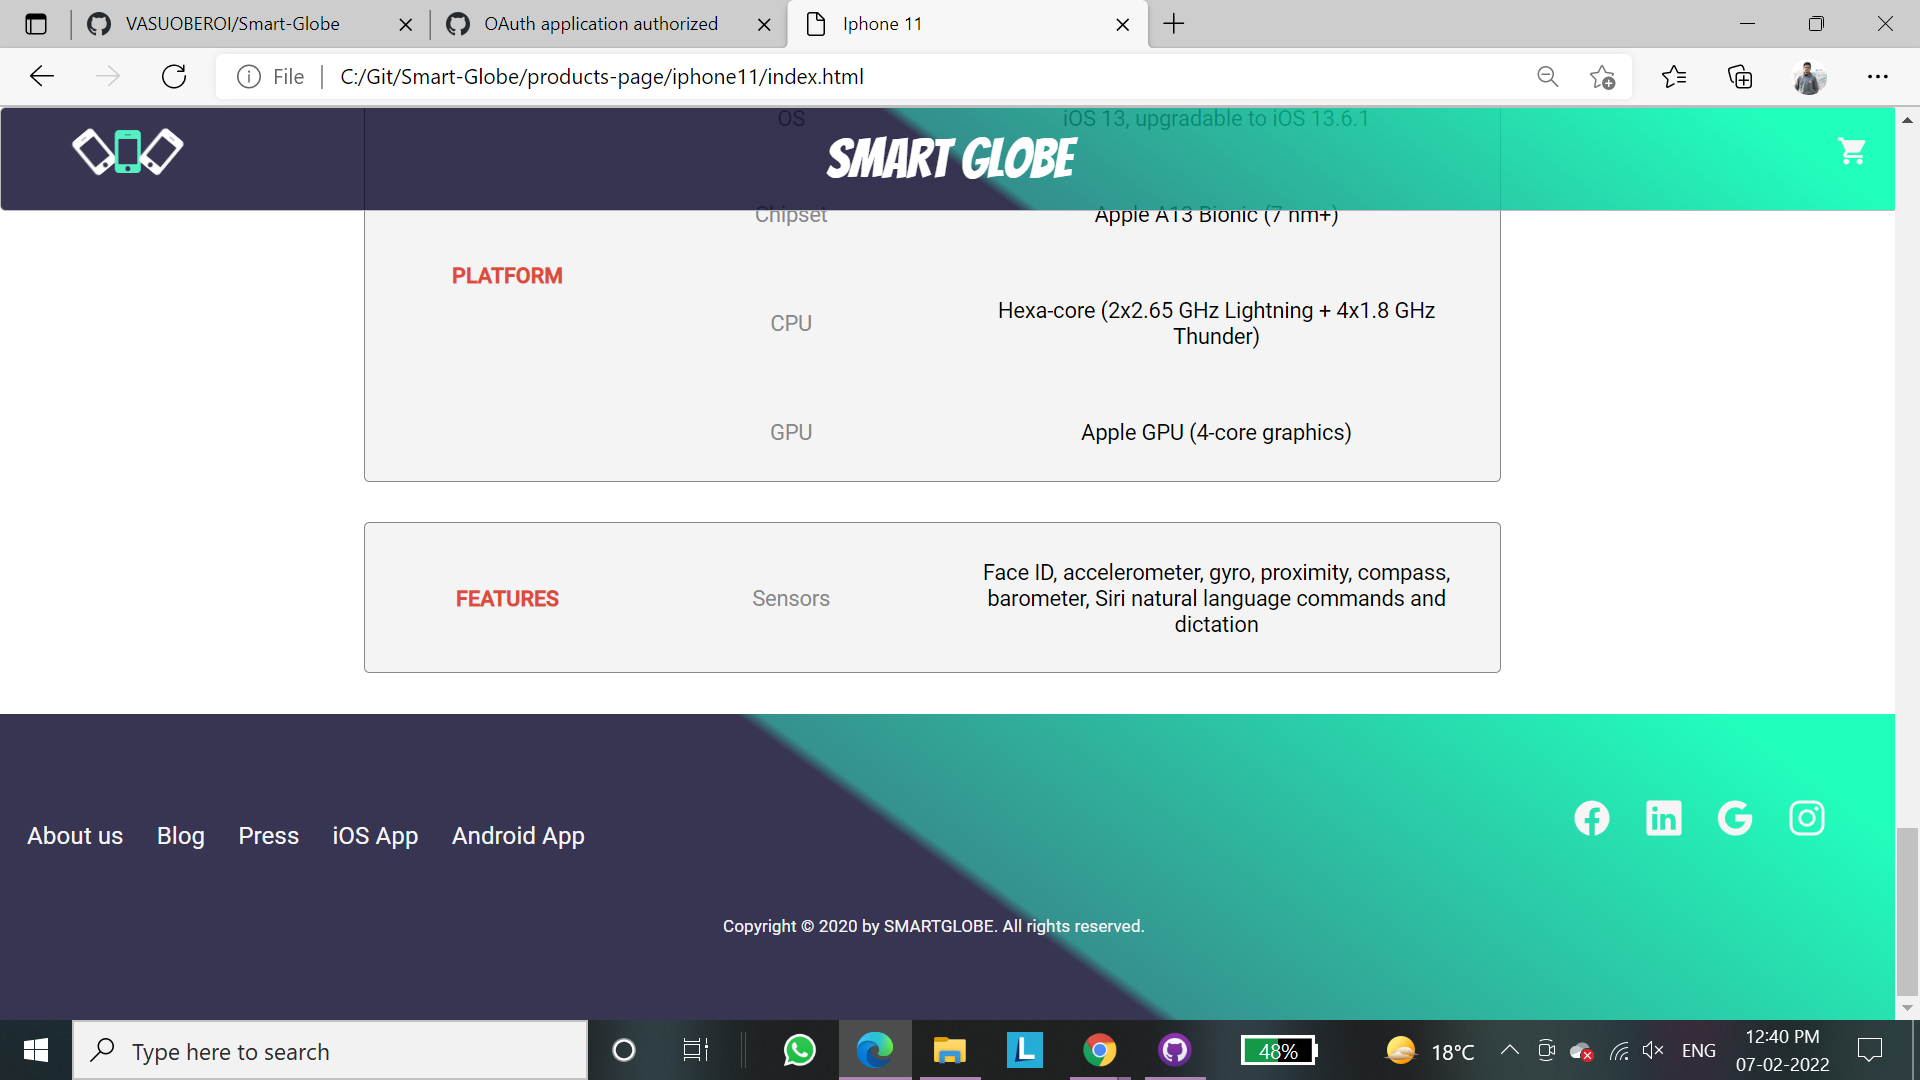 VASUOBEROI/Smart-Globe
OAuth application authorized
Iphone 11
File
C:/Git/Smart-Globe/products-page/iphone11/index.html
OS
iOS 13, upgradable to iOS 13.6.1
SMART GLOBE
Chipset
Apple A13 Bionic (7 nm+)
PLATFORM
CPU
Hexa-core (2x2.65 GHz Lightning + 4x1.8 GHz
Thunder)
GPU
Apple GPU (4-core graphics)
FEATURES
Sensors
Face ID, accelerometer, gyro, proximity, compass,
barometer, Siri natural language commands and
dictation
About us
Blog
Press
iOS App
Android App
Copyright © 2020 by SMARTGLOBE. All rights reserved.
Type here to search
L
48%
18°C
ENG
12:40 PM
07-02-2022